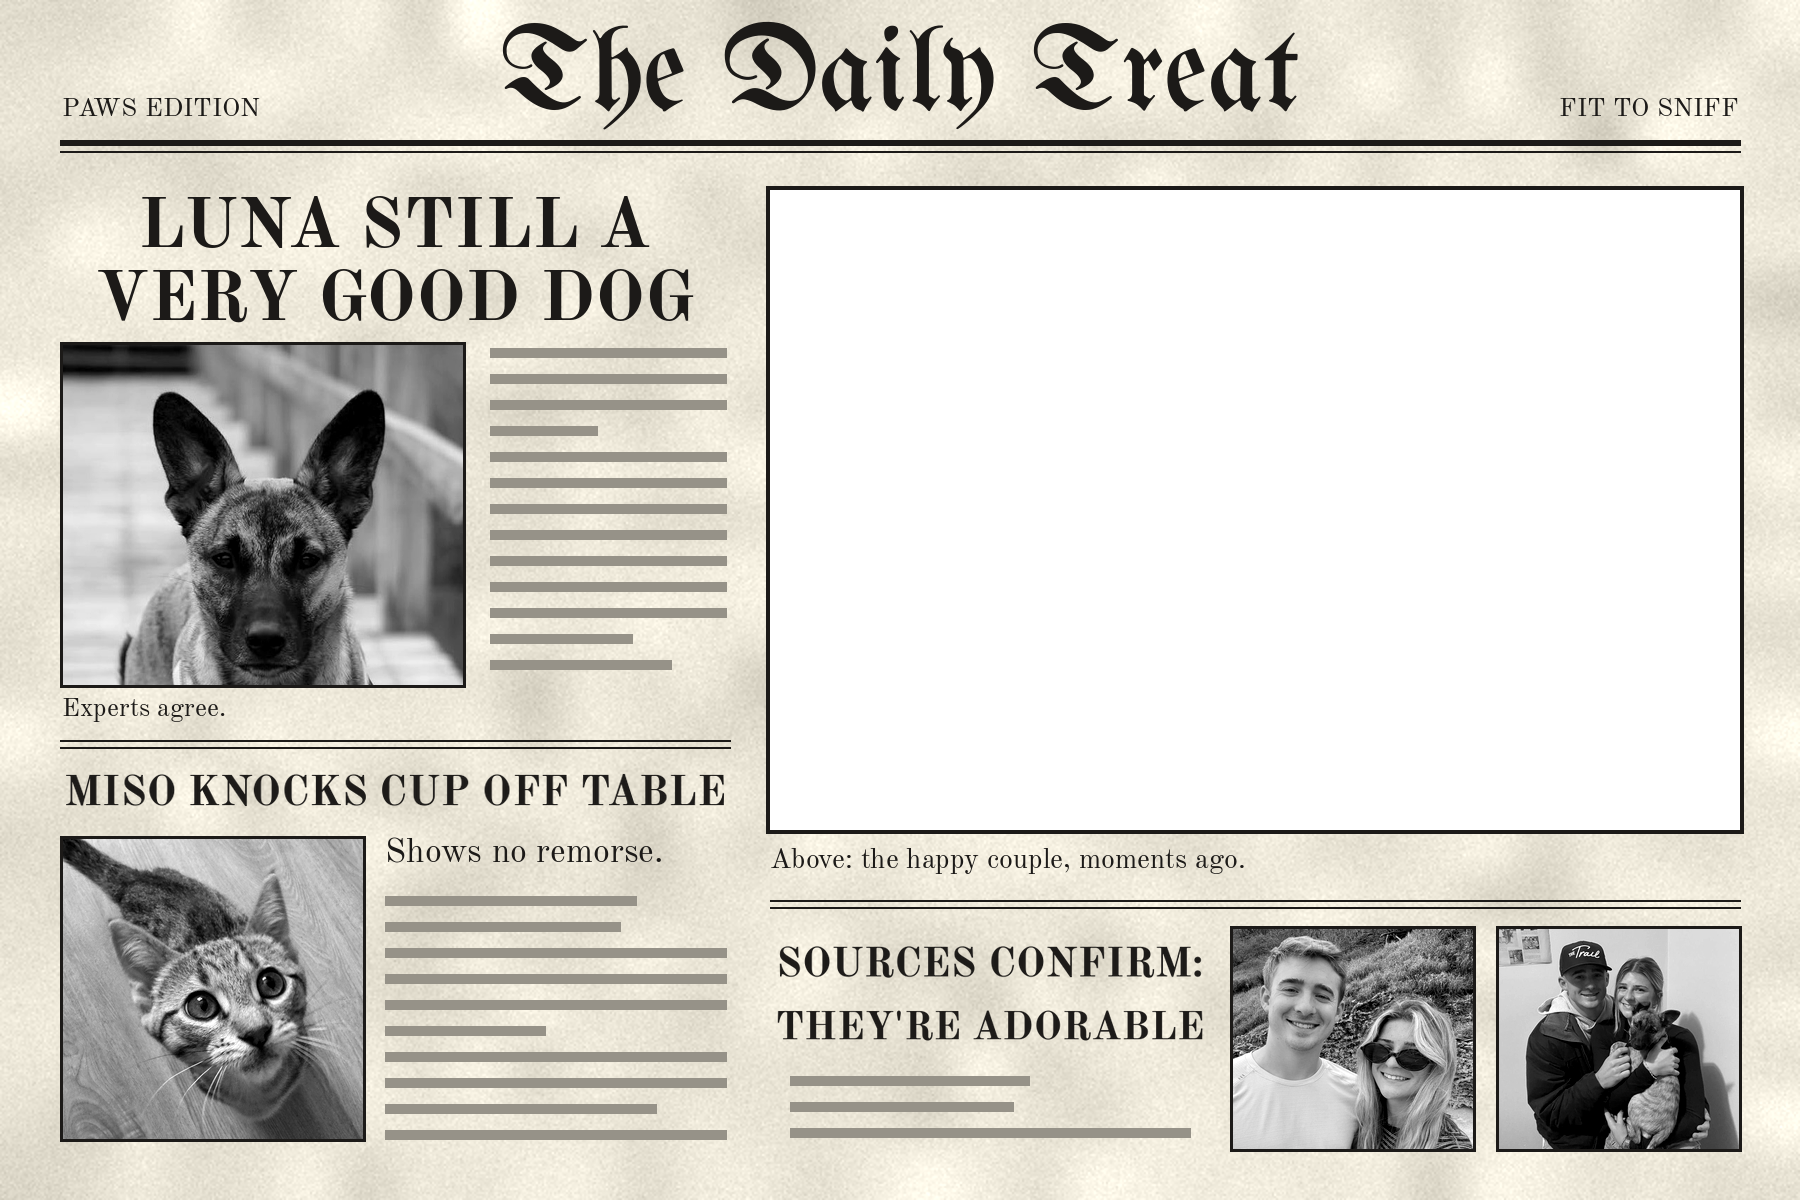 The Daily Treat
PAWS EDITION
FIT TO SNIFF
LUNA STILL A
VERY GOOD DOG
Experts agree.
MISO KNOCKS CUP OFF TABLE
Shows no remorse.
Above: the happy couple, moments ago.
SOURCES CONFIRM:
THEY'RE ADORABLE
Trail